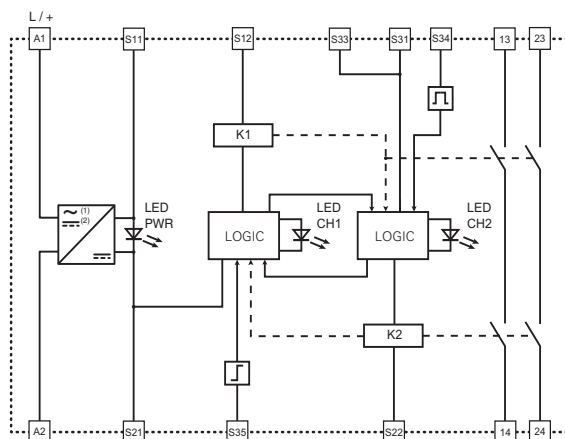 L / +
A1
S11
S12
S33
S31
S34
13
23
K1
(1)
(2)
LED
PWR
LOGIC
LED
CH1
LOGIC
LED
CH2
K2
A2
S21
S35
S22
14
24